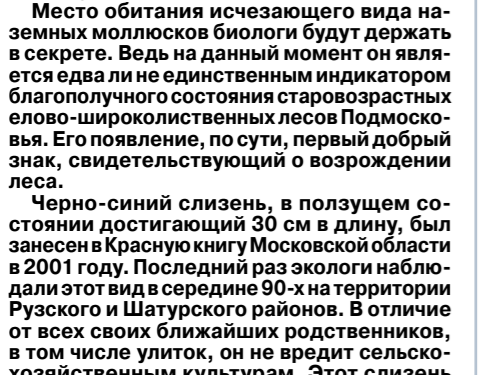 Место обитания исчезающего вида на-
земных моллюсков биологи будут держать
в секрете. Ведь на данный момент он явля-
ется едва ли не единственным индикатором
благополучного состояния старовозрастных
елово-широколиственных лесов Подмоско-
вья. Его появление, по сути, первый добрый
знак, свидетельствующий о возрождении
леса.
Черно-синий слизень, в ползущем со-
стоянии достигающий 30 см в длину, был
занесен в Красную книгу Московской области
в 2001 году. Последний раз экологи наблю-
дали этот вид в середине 90-х на территории
Рузского и Шатурского районов. В отличие
от всех своих ближайших родственников,
в том числе улиток, он не вредит сельско-
хозяйственным культурам. Этот слизень